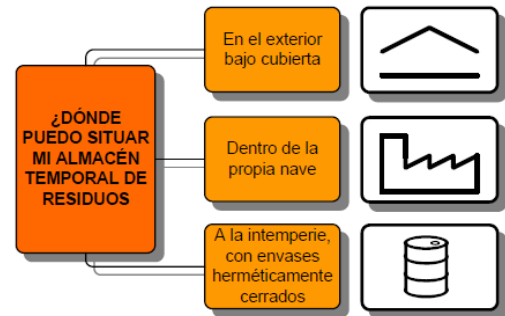 ¿DÓNDE
PUEDO SITUAR
MI ALMACÉN
TEMPORAL DE
RESIDUOS
En el exterior
bajo cubierta
Dentro de la
propia nave
A la intemperie,
con envases
herméticamente
cerrados